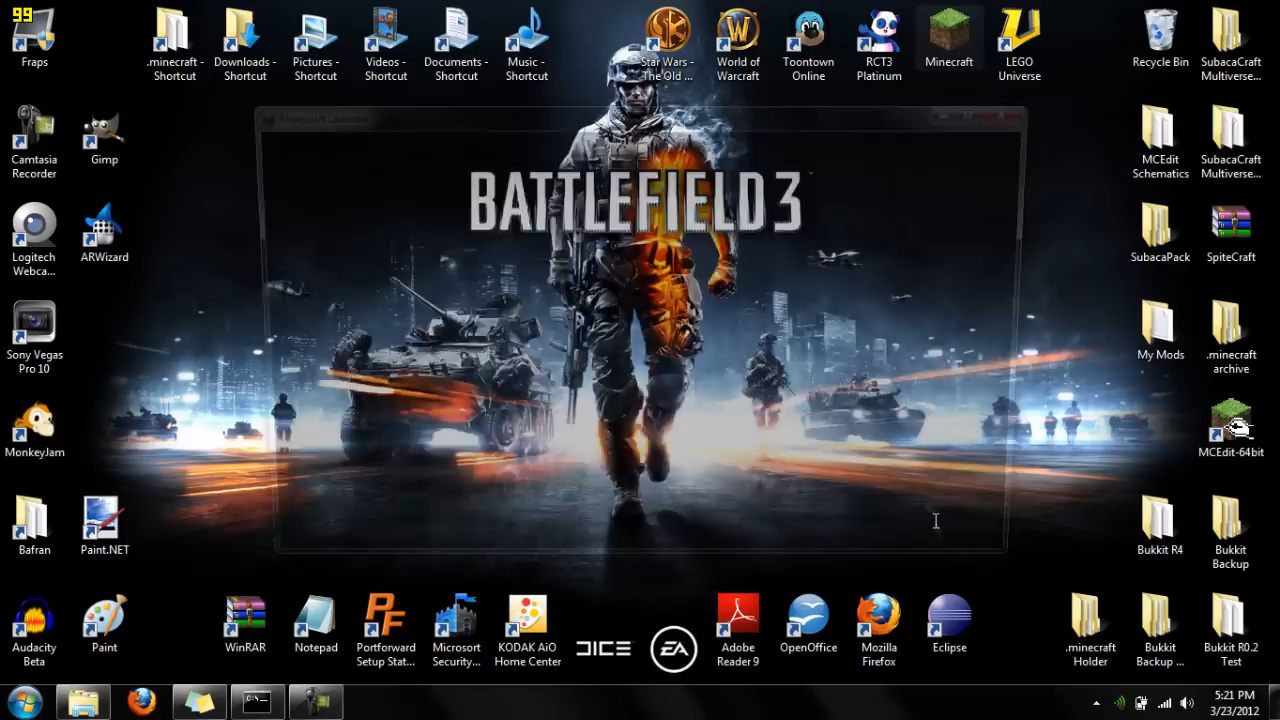 99
Fraps
.minecraft -
Shortcut
Downloads -
Shortcut
Pictures -
Shortcut
Videos -
Shortcut
Documents -
Shortcut
Music -
Shortcut
Star Wars -
The Old ...
World of
Warcraft
Toontown
Online
RCT3
Platinum
Minecraft
LEGO
Universe
Recycle Bin
SubacaCraft
Multiverse...
Minecraft Launcher
Camtasia
Recorder
Gimp
MCEdit
Schematics
SubacaCraft
Multiverse...
BATTLEFIELD 3
Logitech
Webca...
ARWizard
SubacaPack
SpiteCraft
Sony Vegas
Pro 10
My Mods
.minecraft
archive
MonkeyJam
MCEdit-64bit
Bafran
Paint.NET
Bukkit R4
Bukkit
Backup
Audacity
Beta
Paint
WinRAR
Notepad
PF
Portforward
Setup Stat...
Microsort
Security...
KODAK AiO
Home Center
DICE
EA
Adobe
Reader 9
OpenOffice
Mozilla
Firefox
Eclipse
.minecraft
Holder
Bukkit
Backup ...
Bukkit R0.2
Test
C:\
5:21 PM
3/23/2012